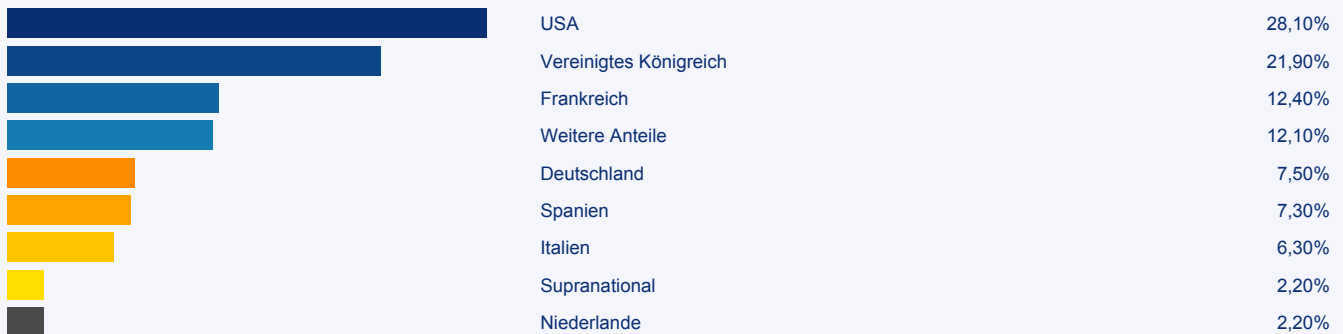 USA 28,10%
Vereinigtes Königreich 21,90%
Frankreich 12,40%
Weitere Anteile 12,10%
Deutschland 7,50%
Spanien 7,30%
Italien 6,30%
Supranational 2,20%
Niederlande 2,20%